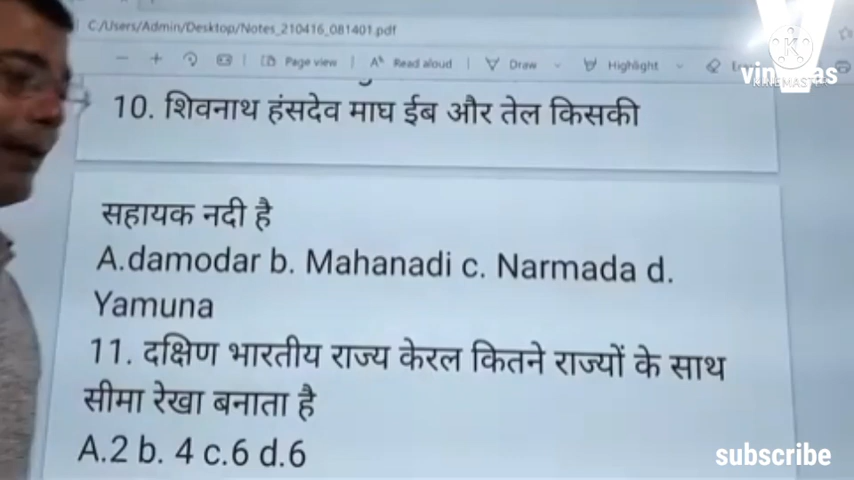 C:/Users/Admin/Desktop/Notes_210416_081401.pdf
Page view | Read aloud | Draw Highlight
KINEMASTER
10. शिवनाथ हंसदेव माघ ईब और तेल किसकी
सहायक नदी है
A.damodar b. Mahanadi c. Narmada d.
Yamuna
11. दक्षिण भारतीय राज्य केरल कितने राज्यों के साथ
सीमा रेखा बनाता है
A.2 b. 4 c.6 d.6
subscribe